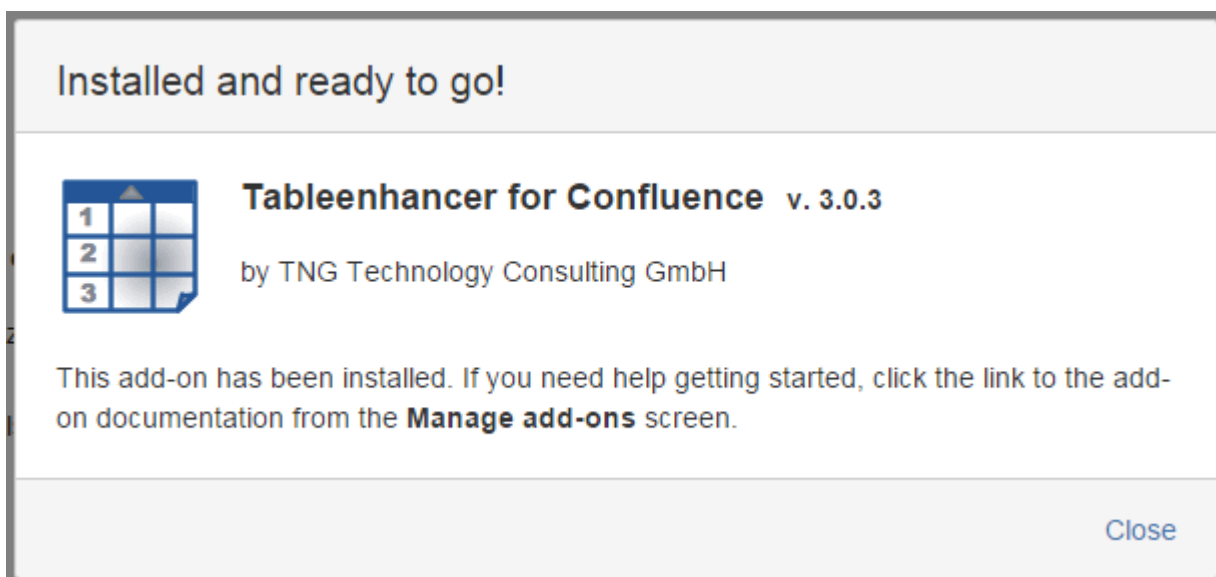 Installed and ready to go!
Tableenhancer for Confluence v. 3.0.3
1
2
3
by TNG Technology Consulting GmbH
This add-on has been installed. If you need help getting started, click the link to the add-
on documentation from the Manage add-ons screen.
Close